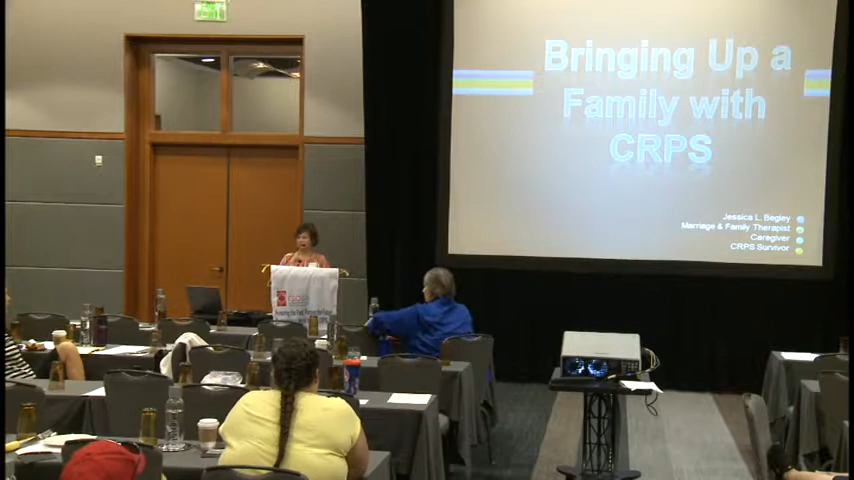 Bringing Up a
Family with
CRPS
Jessica L. Begley
Marriage & Family Therapist
Caregiver
CRPS Survivor